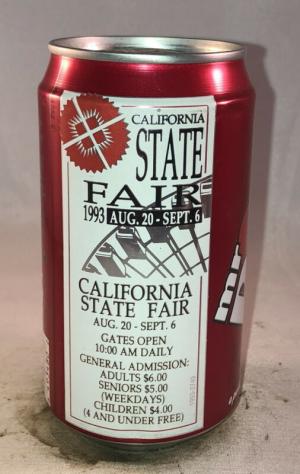 CALIFORNIA
STATE
FAIR
1993 AUG. 20 - SEPT. 6
CALIFORNIA
STATE FAIR
AUG. 20 - SEPT. 6
GATES OPEN
10:00 AM DAILY
GENERAL ADMISSION:
ADULTS $6.00
SENIORS $5.00
(WEEKDAYS)
CHILDREN $4.00
(4 AND UNDER FREE)